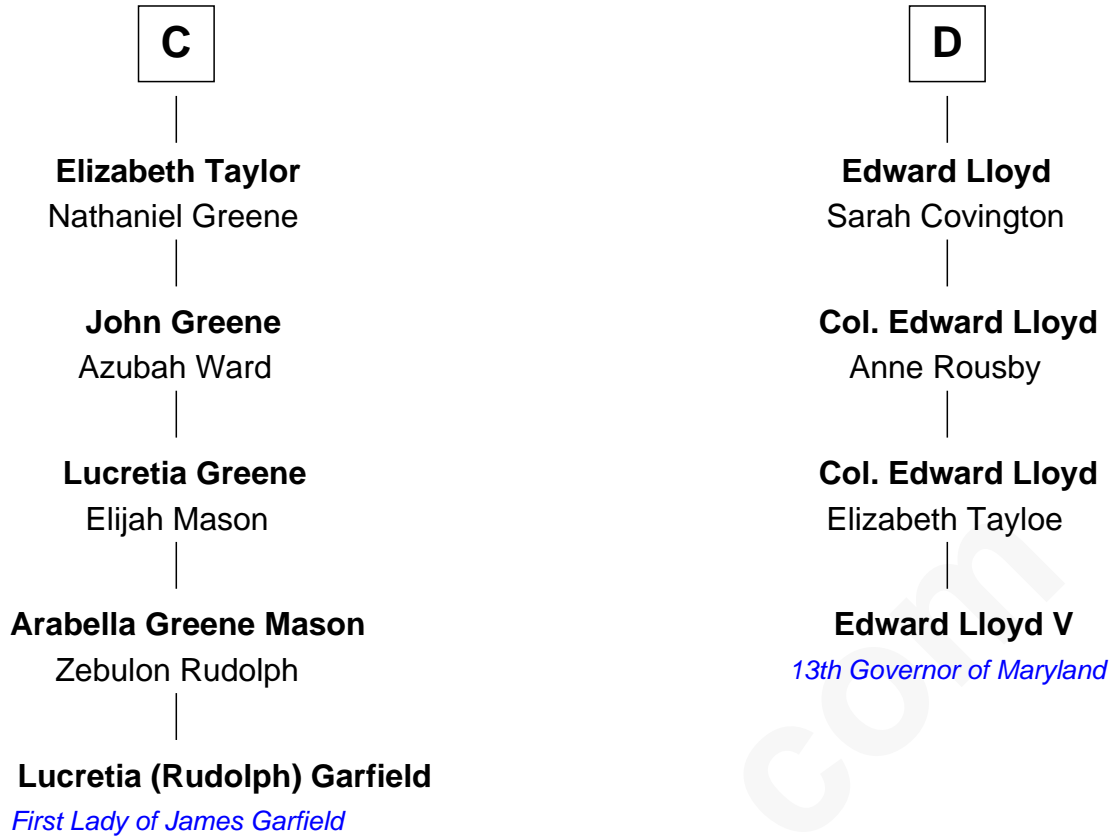 C
Elizabeth Taylor
Nathaniel Greene
John Greene
Azubah Ward
Lucretia Greene
Elijah Mason
Arabella Greene Mason
Zebulon Rudolph
Lucretia (Rudolph) Garfield
First Lady of James Garfield
D
Edward Lloyd
Sarah Covington
Col. Edward Lloyd
Anne Rousby
Col. Edward Lloyd
Elizabeth Tayloe
Edward Lloyd V
13th Governor of Maryland
com